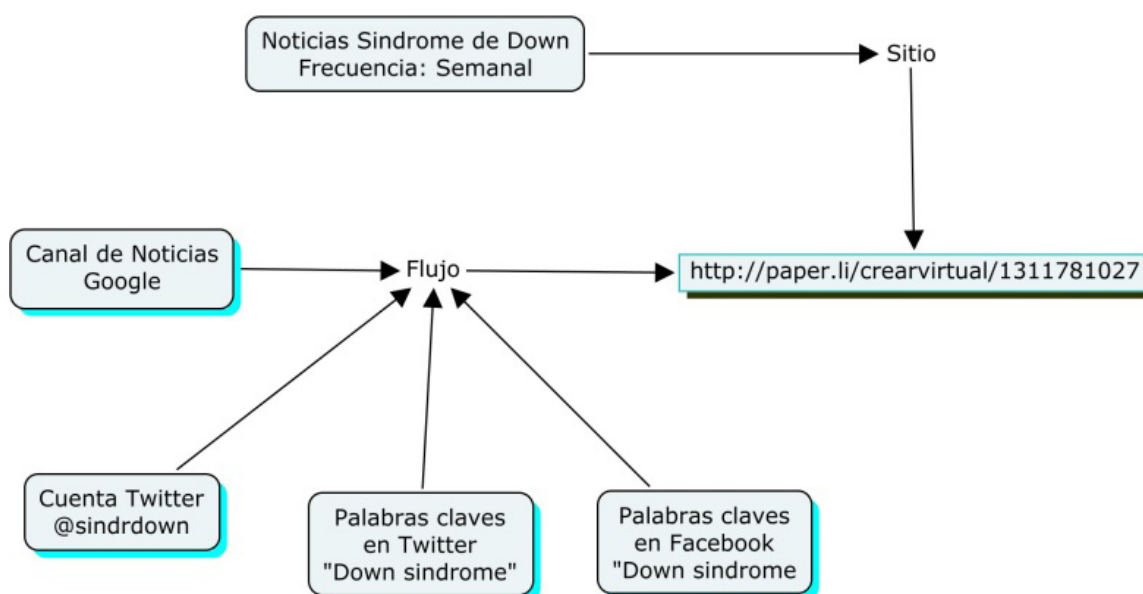 Noticias Sindrome de Down
Frecuencia: Semanal
Sitio
Canal de Noticias
Google
Flujo
http://paper.li/crearvirtual/1311781027
Cuenta Twitter
@sindrdown
Palabras claves
en Twitter
"Down sindrome"
Palabras claves
en Facebook
"Down sindrome